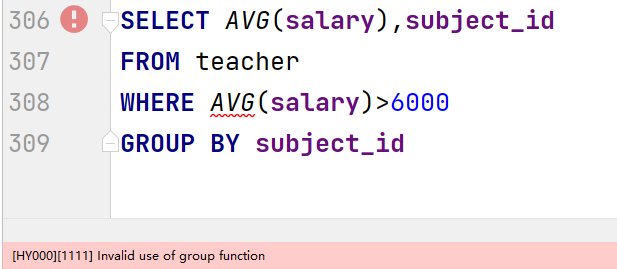 306 SELECT AVG(salary),subject_id
307 FROM teacher
308 WHERE AVG(salary)>6000
309 GROUP BY subject_id
[HY000][1111] Invalid use of group function